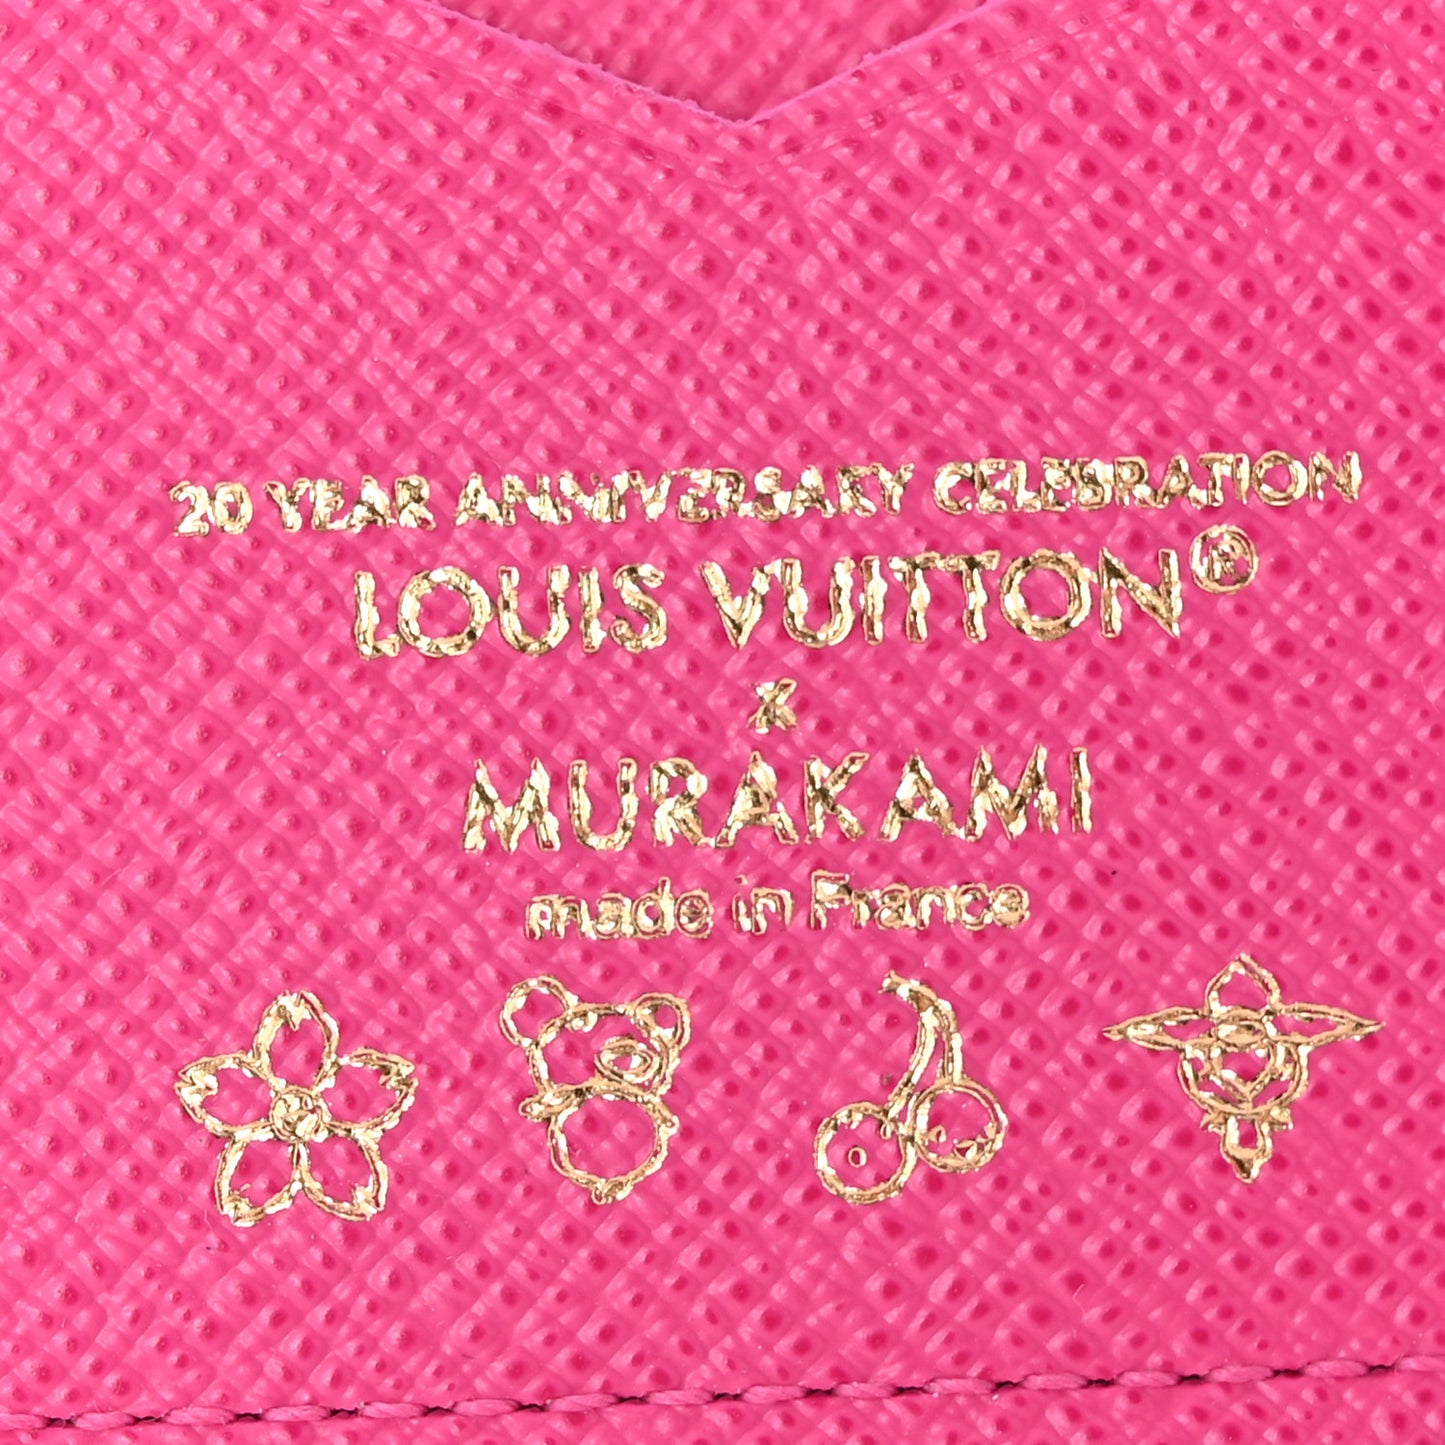 20 YEAR ANNIVERSARY CELEBRATION
LOUIS VUITTON®
x
MURAKAMI
made in France